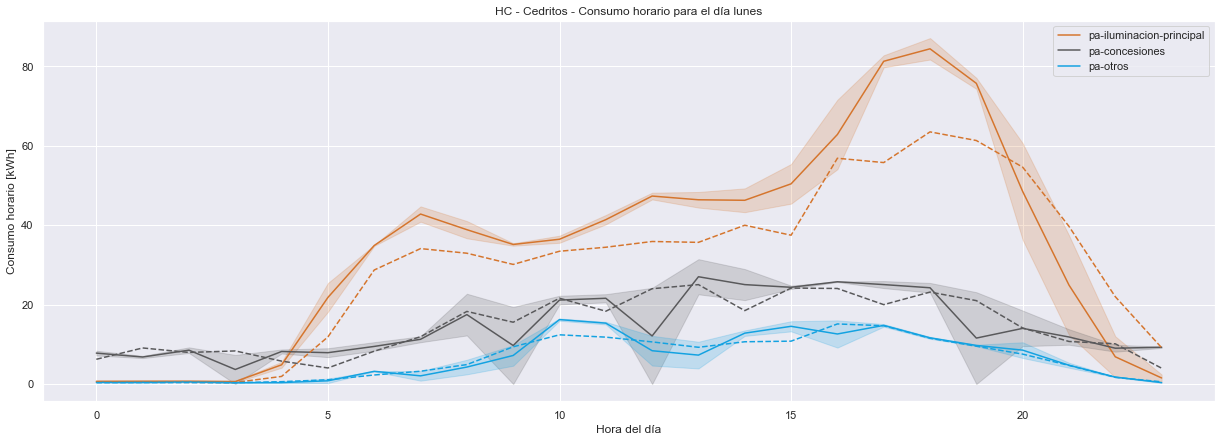 HC - Cedritos - Consumo horario para el día lunes
pa-iluminacion-principal
pa-concesiones
pa-otros
Consumo horario [kWh]
80
60
40
20
0
0 5 10 15 20
Hora del día